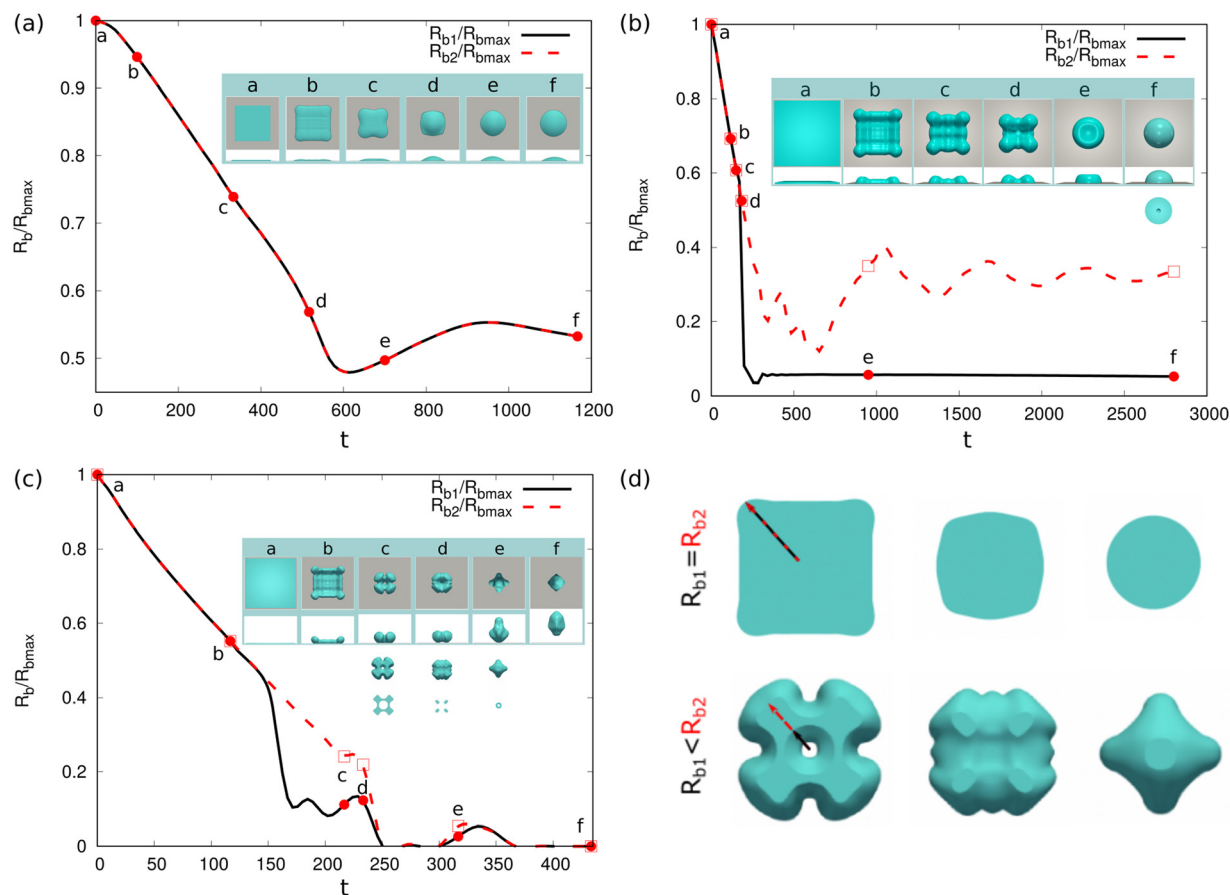 (a)
R_b/R_bmax
1
0.9
0.8
0.7
0.6
0.5
R_b1/R_bmax
R_b2/R_bmax
a b c d e f
a
b
c
d
e
f
0 200 400 600 800 1000 1200
t
(b)
R_b/R_bmax
1
0.8
0.6
0.4
0.2
0
R_b1/R_bmax
R_b2/R_bmax
a b c d e f
a
b
c
d
e
f
0 500 1000 1500 2000 2500 3000
t
(c)
R_b/R_bmax
1
0.8
0.6
0.4
0.2
0
R_b1/R_bmax
R_b2/R_bmax
a b c d e f
a
b
c
d
e
f
0 50 100 150 200 250 300 350 400
t
(d)
R_b1=R_b2
R_b1<R_b2